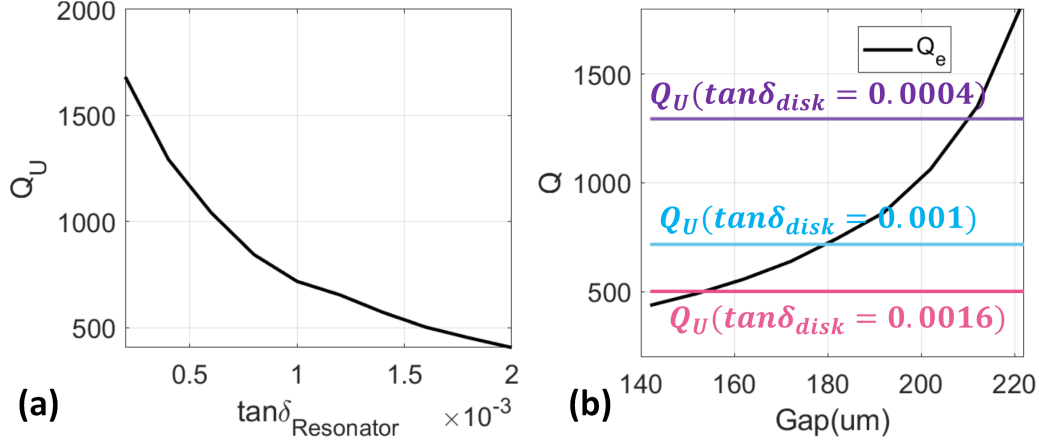 2000
1500
1000
500
Q_U
0.5
1
1.5
2
tanδ_Resonator
×10^-3
(a)
Q_e
Q_U(tanδ_disk = 0.0004)
Q_U(tanδ_disk = 0.001)
Q_U(tanδ_disk = 0.0016)
1500
1000
500
Q
140
160
180
200
220
Gap(um)
(b)